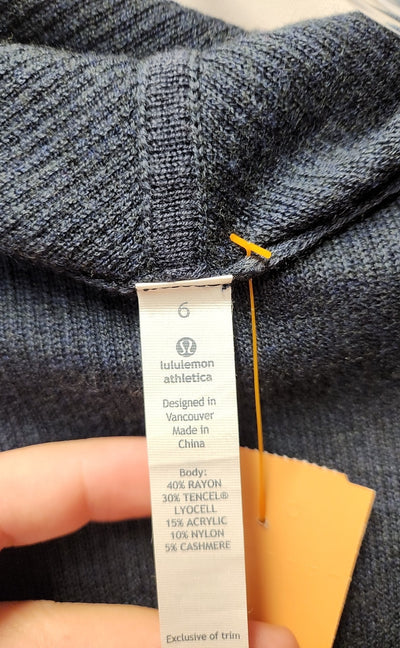 6
lululemon
athletica
Designed in
Vancouver
Made in
China
Body:
40% RAYON
30% TENCEL®
LYOCELL
15% ACRYLIC
10% NYLON
5% CASHMERE
Exclusive of trim